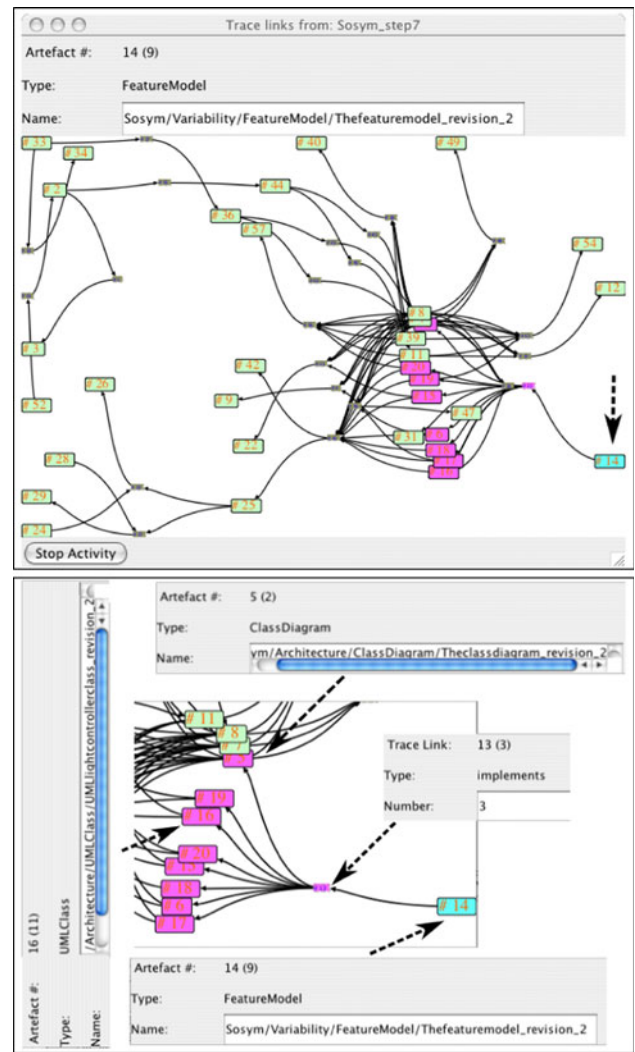 Trace links from: Sosym_step7
Artefact #: 14 (9)
Type: FeatureModel
Name: Sosym/Variability/FeatureModel/Thefeaturemodel_revision_2
# 33
# 34
# 40
# 49
# 2
# 44
# 36
# 57
# 54
# 12
# 8
# 39
# 3
# 11
# 42
# 20
# 26
# 52
# 9
# 47
# 22
# 31
# 6
# 28
# 14
# 29
# 25
# 24
Stop Activity
Artefact #: 5 (2)
Type: ClassDiagram
Name: ym/Architecture/ClassDiagram/Theclassdiagram_revision_2
Artefact #: 16 (11)
Type: UMLClass
Name: /Architecture/UMLClass/UMLlightcontrollerclass_revision_2
# 11
# 8
# 7
Trace Link: 13 (3)
Type: implements
Number: 3
# 19
# 16
# 20
# 18
# 6
# 17
# 14
Artefact #: 14 (9)
Type: FeatureModel
Name: Sosym/Variability/FeatureModel/Thefeaturemodel_revision_2